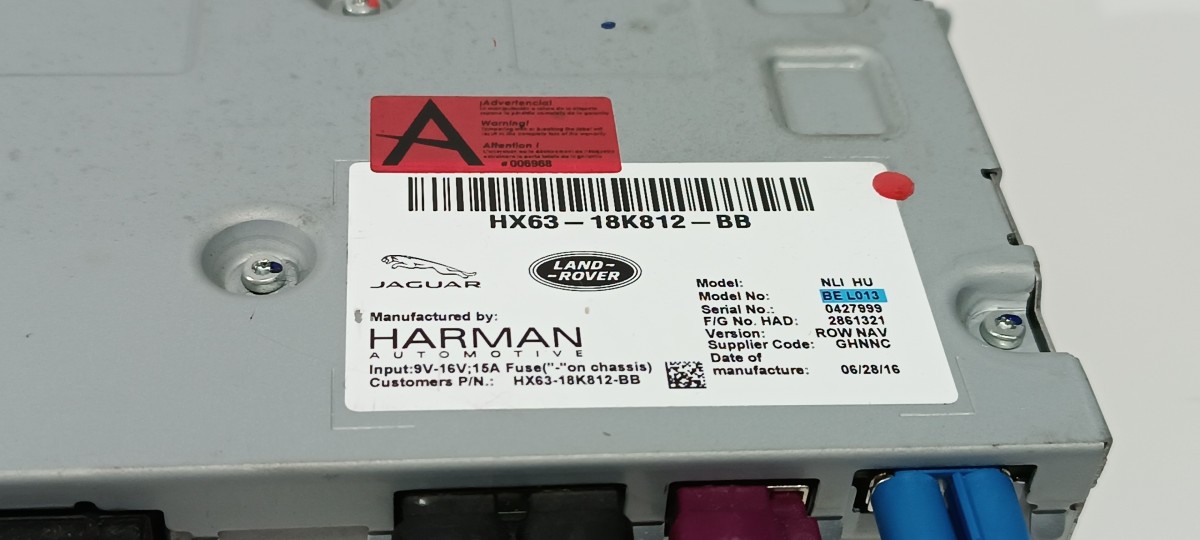 A
¡Advertencia!
Warning!
Attention !
# 006968
HX63-18K812-BB
JAGUAR
LAND-
-ROVER
Manufactured by:
HARMAN
AUTOMOTIVE
Input:9V-16V;15A Fuse("-"on chassis)
Customers P/N.: HX63-18K812-BB
Model: NLI HU
Model No: BE L013
Serial No.: 0427999
F/G No. HAD: 2861321
Version: ROW NAV
Supplier Code: GHNNC
Date of
manufacture: 06/28/16